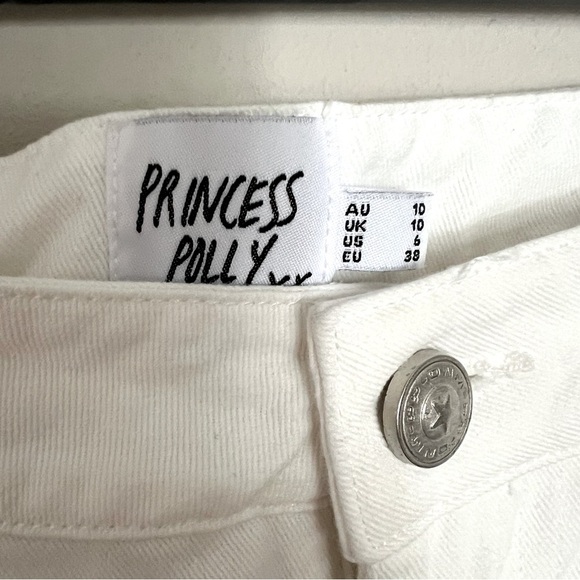 PRINCESS
POLLY
xx
AU 10
UK 10
US 6
EU 38